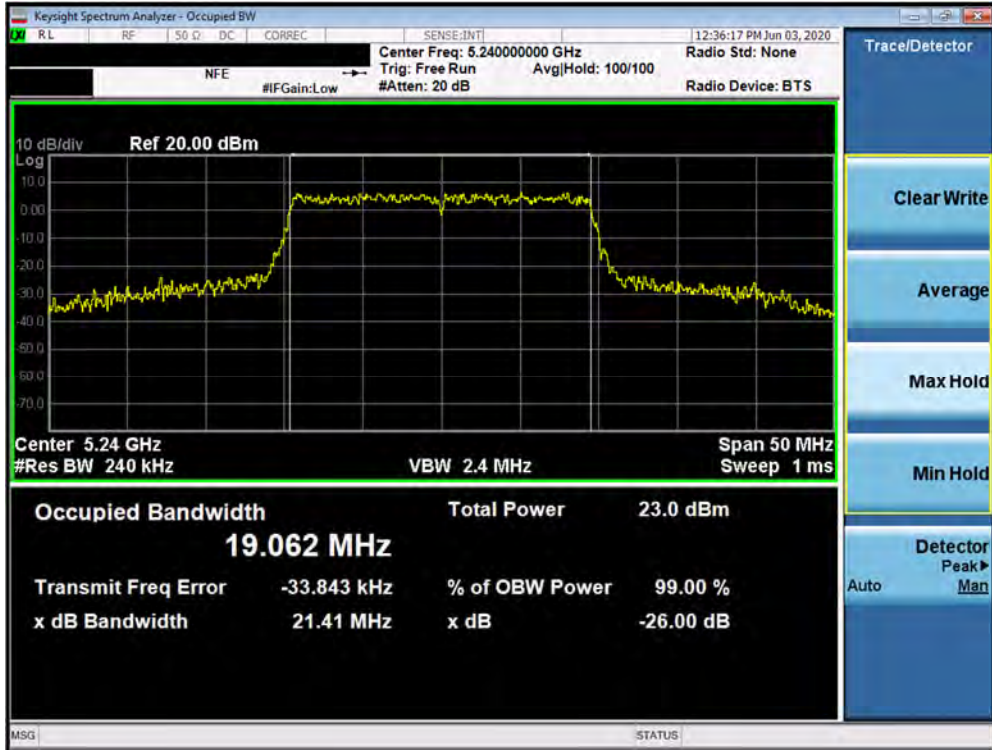 Keysight Spectrum Analyzer - Occupied BW
LXI RL RF 50 Ω DC CORREC SENSE:INT 12:36:17 PM Jun 03, 2020
Center Freq: 5.240000000 GHz Radio Std: None
NFE Trig: Free Run Avg|Hold: 100/100
#IFGain:Low #Atten: 20 dB Radio Device: BTS
10 dB/div Ref 20.00 dBm
Log
10.0
0.00
-10.0
-20.0
-30.0
-40.0
-50.0
-60.0
-70.0
Center 5.24 GHz Span 50 MHz
#Res BW 240 kHz VBW 2.4 MHz Sweep 1 ms
Occupied Bandwidth Total Power 23.0 dBm
19.062 MHz
Transmit Freq Error -33.843 kHz % of OBW Power 99.00 %
x dB Bandwidth 21.41 MHz x dB -26.00 dB
MSG STATUS
Trace/Detector
Clear Write
Average
Max Hold
Min Hold
Detector
Peak▶
Auto Man